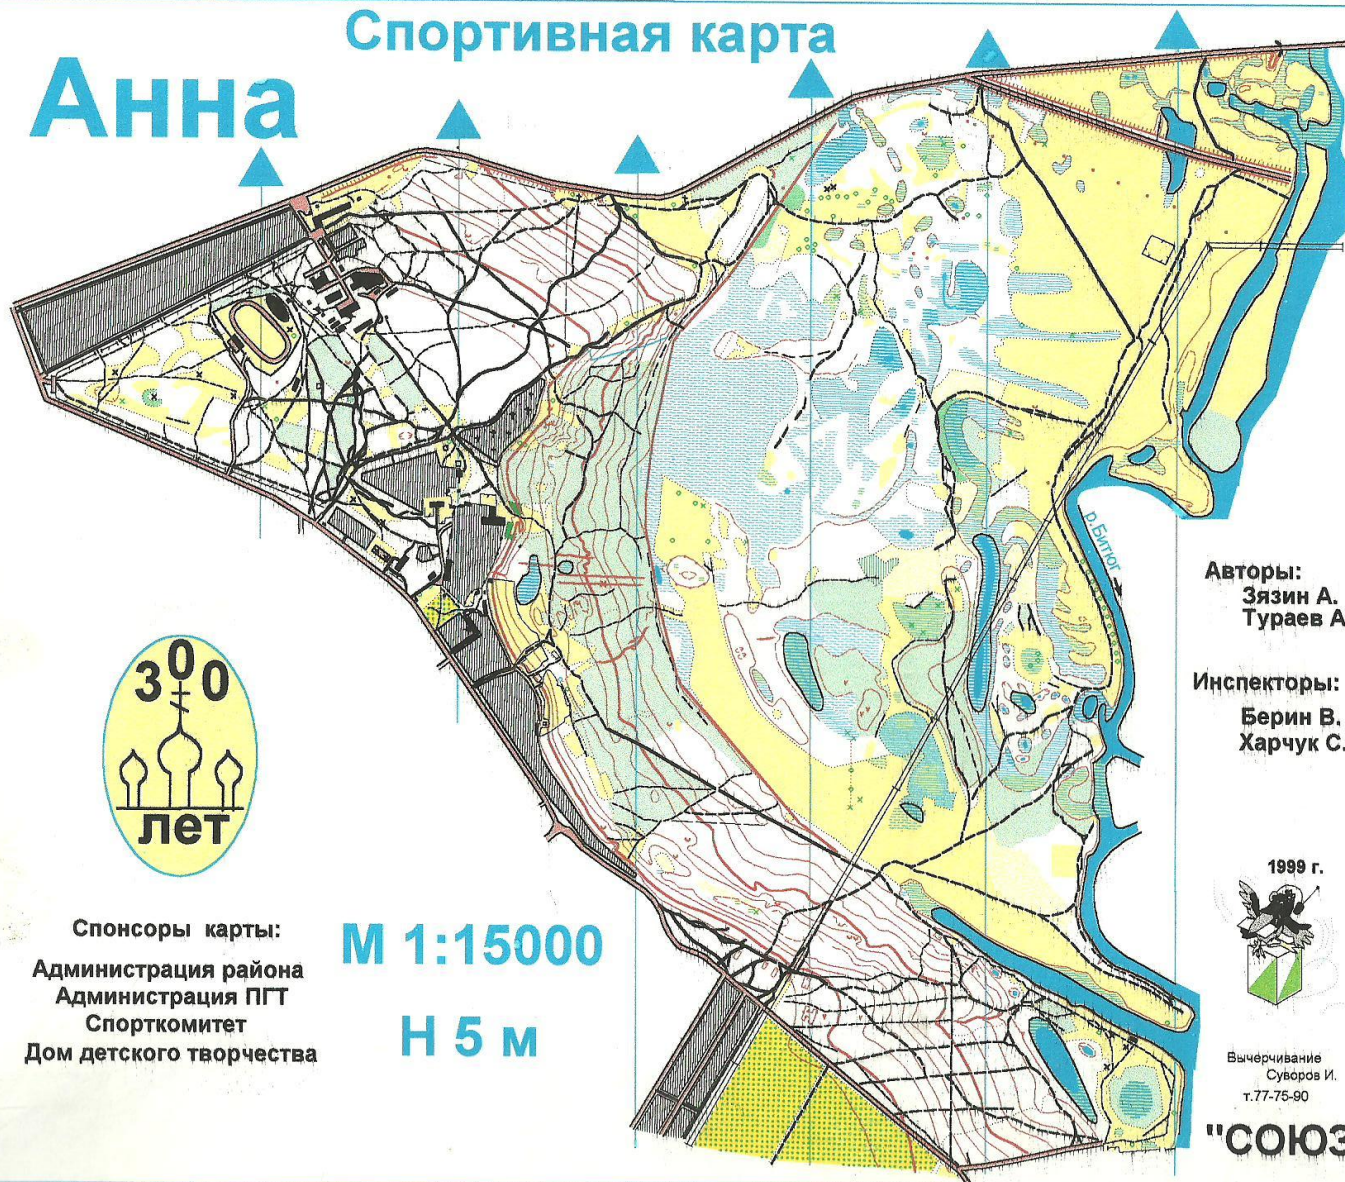 Спортивная карта
Анна
р.Битюг
Авторы:
Зязин А.
Тураев А
Инспекторы:
Берин В.
Харчук С.
300
лет
1999 г.
Спонсоры карты:
Администрация района
Администрация ПГТ
Спорткомитет
Дом детского творчества
М 1:15000
Н 5 м
Вычерчивание
Суворов И.
т.77-75-90
"СОЮЗ